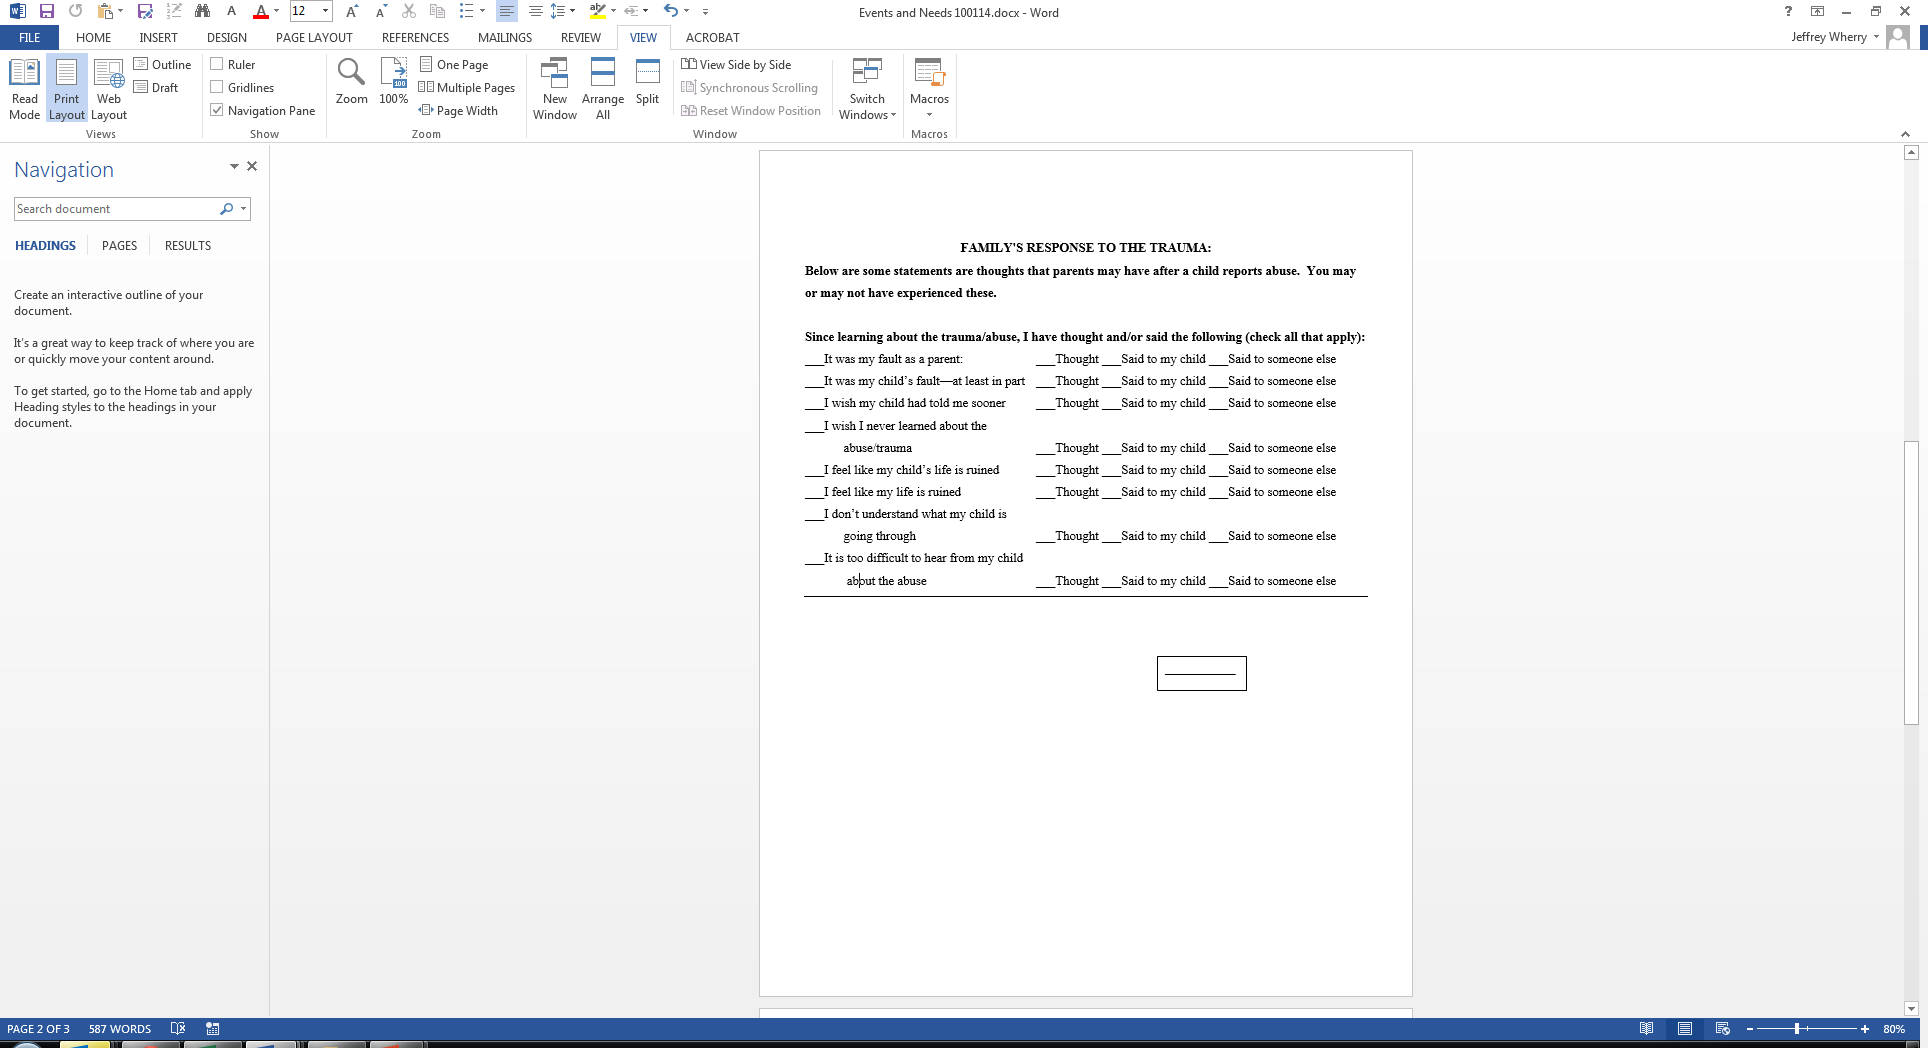 12
Events and Needs 100114.docx - Word
?
FILE HOME INSERT DESIGN PAGE LAYOUT REFERENCES MAILINGS REVIEW VIEW ACROBAT
Jeffrey Wherry
Read Mode
Print Layout
Web Layout
Outline
Draft
Views
Ruler
Gridlines
Navigation Pane
Show
Zoom
100%
One Page
Multiple Pages
Page Width
Zoom
New Window
Arrange All
Split
View Side by Side
Synchronous Scrolling
Reset Window Position
Window
Switch Windows
Macros
Macros
Navigation
Search document
HEADINGS PAGES RESULTS
Create an interactive outline of your
document.
It's a great way to keep track of where you are
or quickly move your content around.
To get started, go to the Home tab and apply
Heading styles to the headings in your
document.
FAMILY'S RESPONSE TO THE TRAUMA:
Below are some statements are thoughts that parents may have after a child reports abuse. You may
or may not have experienced these.
Since learning about the trauma/abuse, I have thought and/or said the following (check all that apply):
___It was my fault as a parent: ___Thought ___Said to my child ___Said to someone else
___It was my child's fault—at least in part ___Thought ___Said to my child ___Said to someone else
___I wish my child had told me sooner ___Thought ___Said to my child ___Said to someone else
___I wish I never learned about the
abuse/trauma ___Thought ___Said to my child ___Said to someone else
___I feel like my child's life is ruined ___Thought ___Said to my child ___Said to someone else
___I feel like my life is ruined ___Thought ___Said to my child ___Said to someone else
___I don't understand what my child is
going through ___Thought ___Said to my child ___Said to someone else
___It is too difficult to hear from my child
about the abuse ___Thought ___Said to my child ___Said to someone else
PAGE 2 OF 3 587 WORDS
80%